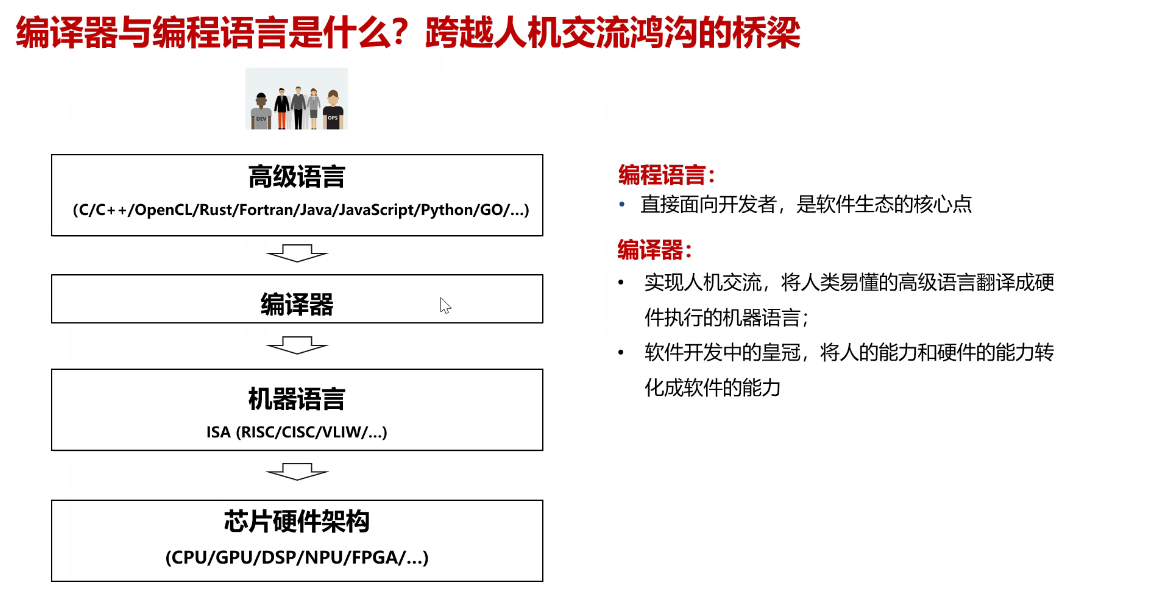 编译器与编程语言是什么？跨越人机交流鸿沟的桥梁
DEV
OPS
高级语言
(C/C++/OpenCL/Rust/Fortran/Java/JavaScript/Python/GO/…)
编译器
机器语言
ISA (RISC/CISC/VLIW/…)
芯片硬件架构
(CPU/GPU/DSP/NPU/FPGA/…)
编程语言：
• 直接面向开发者，是软件生态的核心点
编译器：
• 实现人机交流，将人类易懂的高级语言翻译成硬
件执行的机器语言；
• 软件开发中的皇冠，将人的能力和硬件的能力转
化成软件的能力